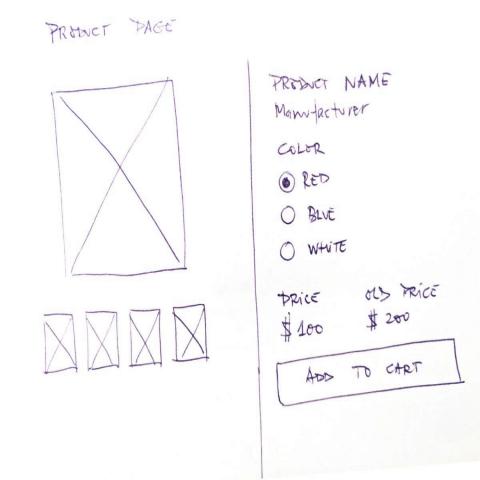 PRODUCT PAGE
PRODUCT NAME
Manufacturer
COLOR
RED
BLUE
WHITE
PRICE OLD PRICE
$ 100 $ 200
ADD TO CART